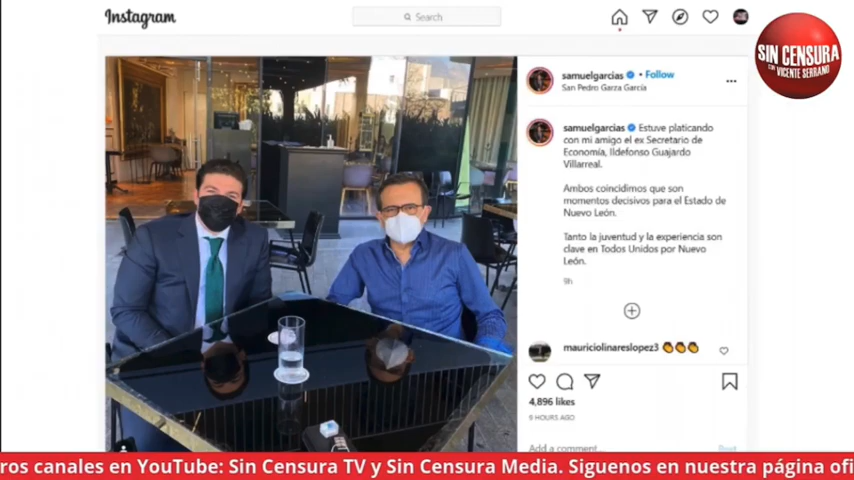 Instagram
Search
SIN CENSURA
CON VICENTE SERRANO
samuelgarcias • Follow
San Pedro Garza García
samuelgarcias Estuve platicando
con mi amigo el ex Secretario de
Economía, Ildefonso Guajardo
Villarreal.
Ambos coincidimos que son
momentos decisivos para el Estado de
Nuevo León.
Tanto la juventud y la experiencia son
clave en Todos Unidos por Nuevo
León.
9h
mauriciolinareslopez3 👏👏👏
4,896 likes
9 HOURS AGO
Add a comment...
Post
ros canales en YouTube: Sin Censura TV y Sin Censura Media. Siguenos en nuestra página ofi